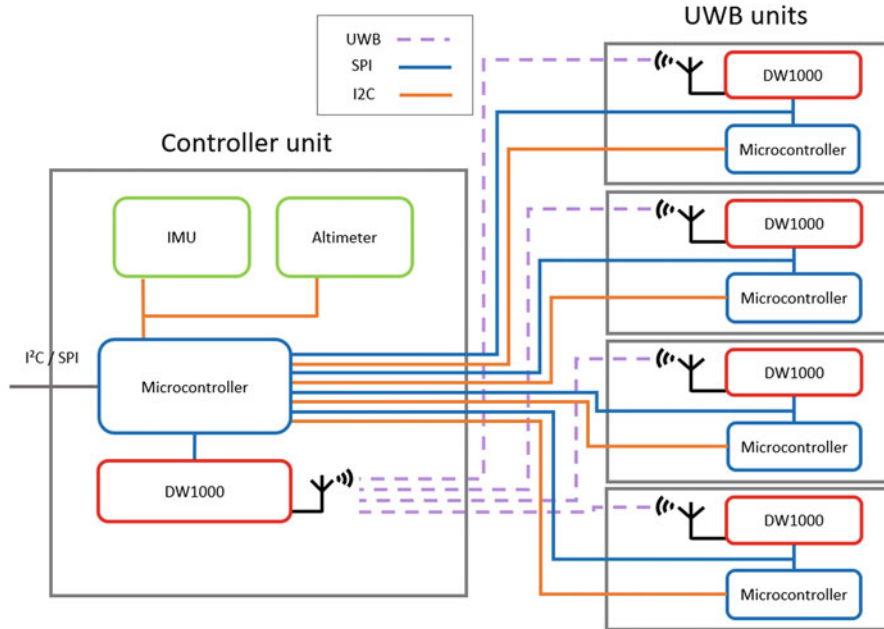 UWB units
UWB
SPI
I2C
Controller unit
IMU
Altimeter
I²C / SPI
Microcontroller
DW1000
DW1000
Microcontroller
DW1000
Microcontroller
DW1000
Microcontroller
DW1000
Microcontroller